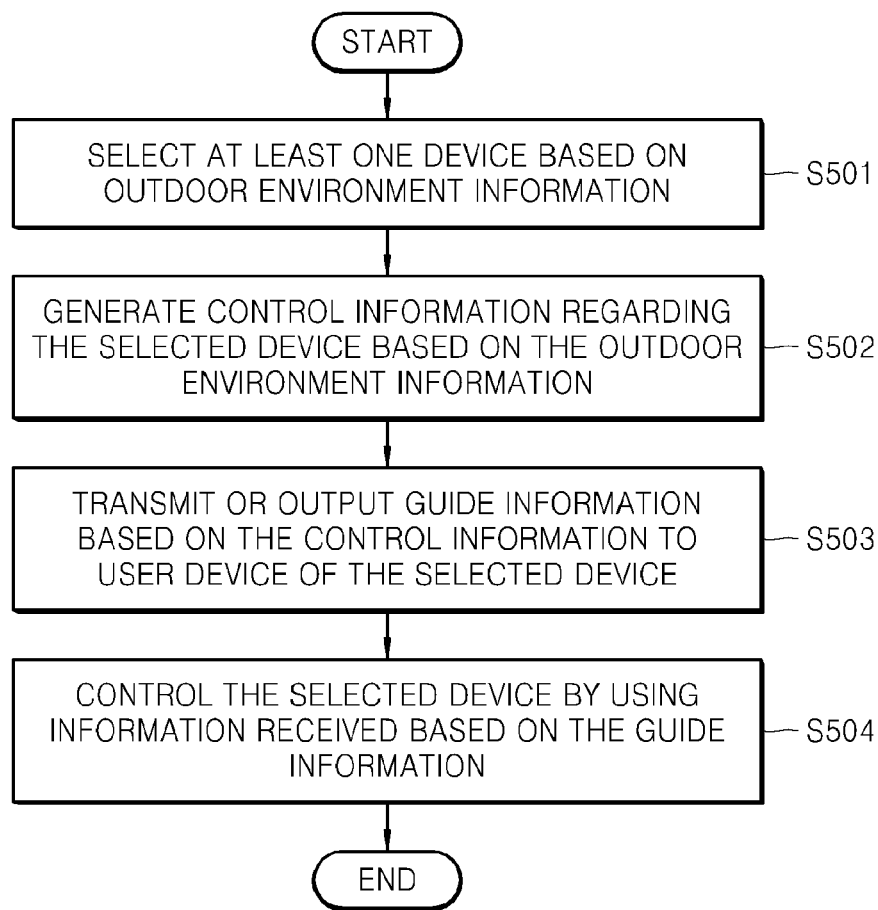 START
SELECT AT LEAST ONE DEVICE BASED ON
OUTDOOR ENVIRONMENT INFORMATION
S501
GENERATE CONTROL INFORMATION REGARDING
THE SELECTED DEVICE BASED ON THE OUTDOOR
ENVIRONMENT INFORMATION
S502
TRANSMIT OR OUTPUT GUIDE INFORMATION
BASED ON THE CONTROL INFORMATION TO
USER DEVICE OF THE SELECTED DEVICE
S503
CONTROL THE SELECTED DEVICE BY USING
INFORMATION RECEIVED BASED ON THE GUIDE
INFORMATION
S504
END